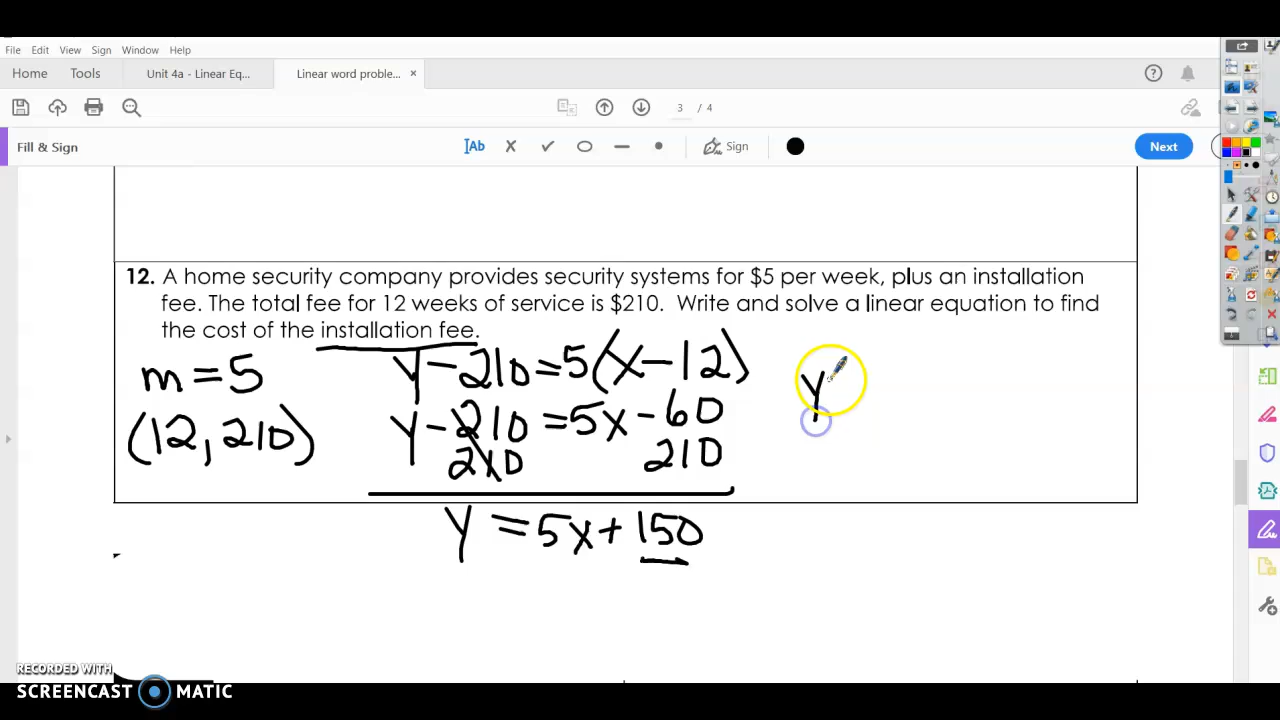 File Edit View Sign Window Help
Home Tools Unit 4a - Linear Eq... Linear word proble... ×
3 / 4
Fill & Sign Ab Sign Next
12. A home security company provides security systems for $5 per week, plus an installation
fee. The total fee for 12 weeks of service is $210. Write and solve a linear equation to find
the cost of the installation fee.
m = 5
(12, 210)
y - 210 = 5(x - 12)
y - 210 = 5x - 60
210 210
y = 5x + 150
y
RECORDED WITH
SCREENCAST MATIC